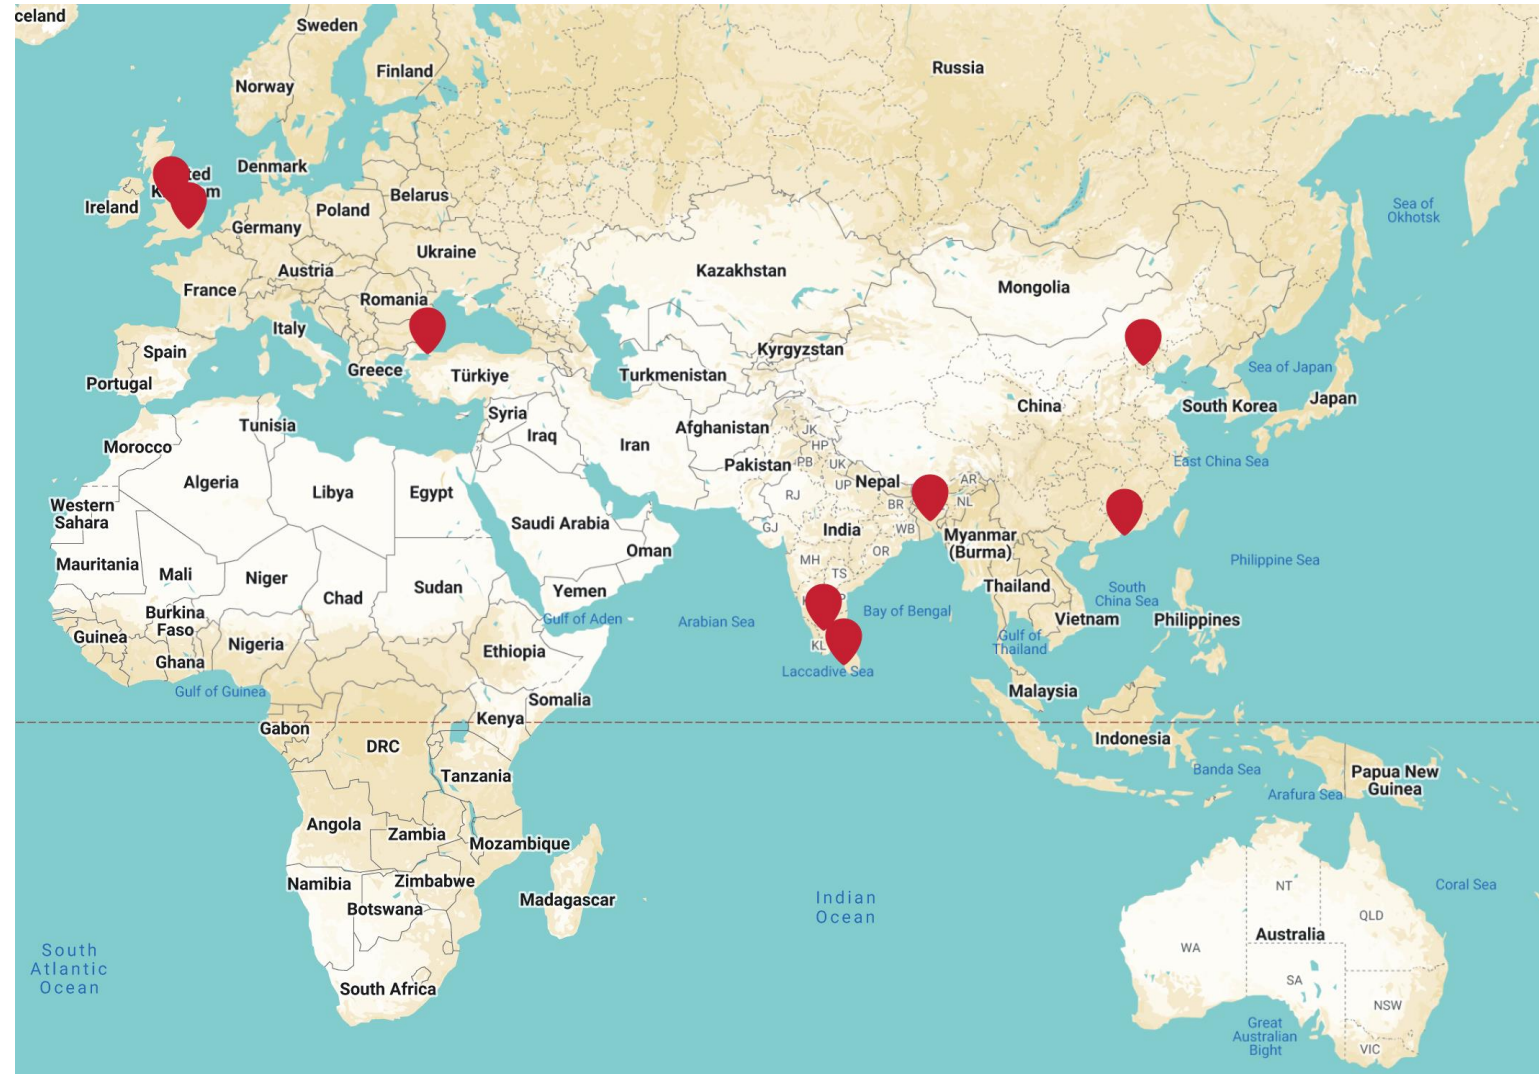 celand
Sweden
Finland
Norway
Russia
Denmark
ted
K m
Ireland
Belarus
Poland
Germany
Ukraine
Austria
France
Romania
Italy
Spain
Portugal
Greece
Türkiye
Kazakhstan
Mongolia
Kyrgyzstan
Turkmenistan
Sea of
Okhotsk
Sea of Japan
Japan
South Korea
China
East China Sea
Syria
Iraq
Iran
Afghanistan
Pakistan
JK
HP
PB
UK
UP
Nepal
AR
NL
BR
RJ
GJ
India
WB
OR
MH
TS
KL
Myanmar
(Burma)
Thailand
Vietnam
Philippines
South
China Sea
Philippine Sea
Gulf of
Thailand
Bay of Bengal
Arabian Sea
Laccadive Sea
Malaysia
Indonesia
Banda Sea
Arafura Sea
Papua New
Guinea
Tunisia
Morocco
Algeria
Libya
Egypt
Western
Sahara
Saudi Arabia
Oman
Yemen
Gulf of Aden
Mauritania
Mali
Niger
Chad
Sudan
Burkina
Faso
Guinea
Ghana
Nigeria
Ethiopia
Somalia
Kenya
Gulf of Guinea
Gabon
DRC
Tanzania
Angola
Zambia
Mozambique
Namibia
Zimbabwe
Botswana
Madagascar
South Africa
South
Atlantic
Ocean
Indian
Ocean
Coral Sea
NT
QLD
Australia
WA
SA
NSW
VIC
Great
Australian
Bight